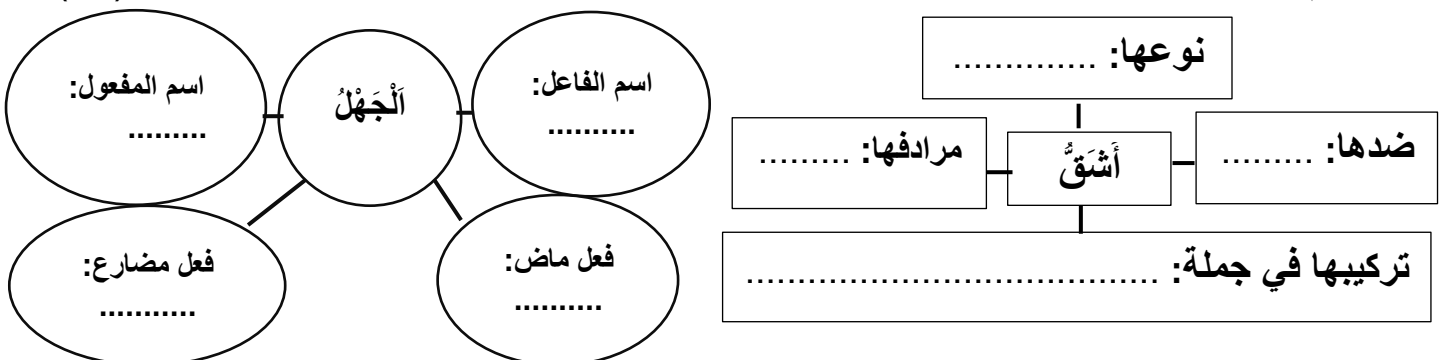 نوعها: ..............
ضدها: .........
أَشَقُّ
مرادفها: .........
تركيبها في جملة: .....................................
اسم الفاعل:
..........
اَلْجَهْلُ
اسم المفعول:
.........
فعل ماض:
..........
فعل مضارع:
...........